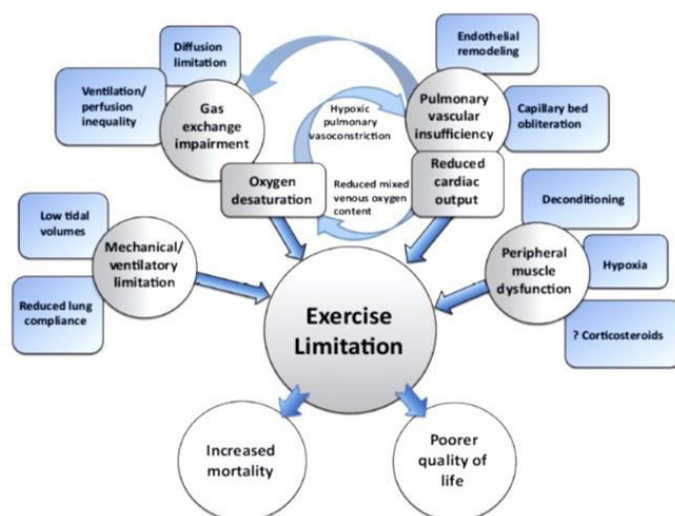 Diffusion
limitation
Ventilation/
perfusion
inequality
Gas
exchange
impairment
Oxygen
desaturation
Hypoxic
pulmonary
vasoconstriction
Reduced mixed
venous oxygen
content
Endothelial
remodeling
Pulmonary
vascular
insufficiency
Capillary bed
obliteration
Reduced
cardiac
output
Low tidal
volumes
Mechanical/
ventilatory
limitation
Reduced lung
compliance
Deconditioning
Peripheral
muscle
dysfunction
Hypoxia
? Corticosteroids
Exercise
Limitation
Increased
mortality
Poorer
quality of
life